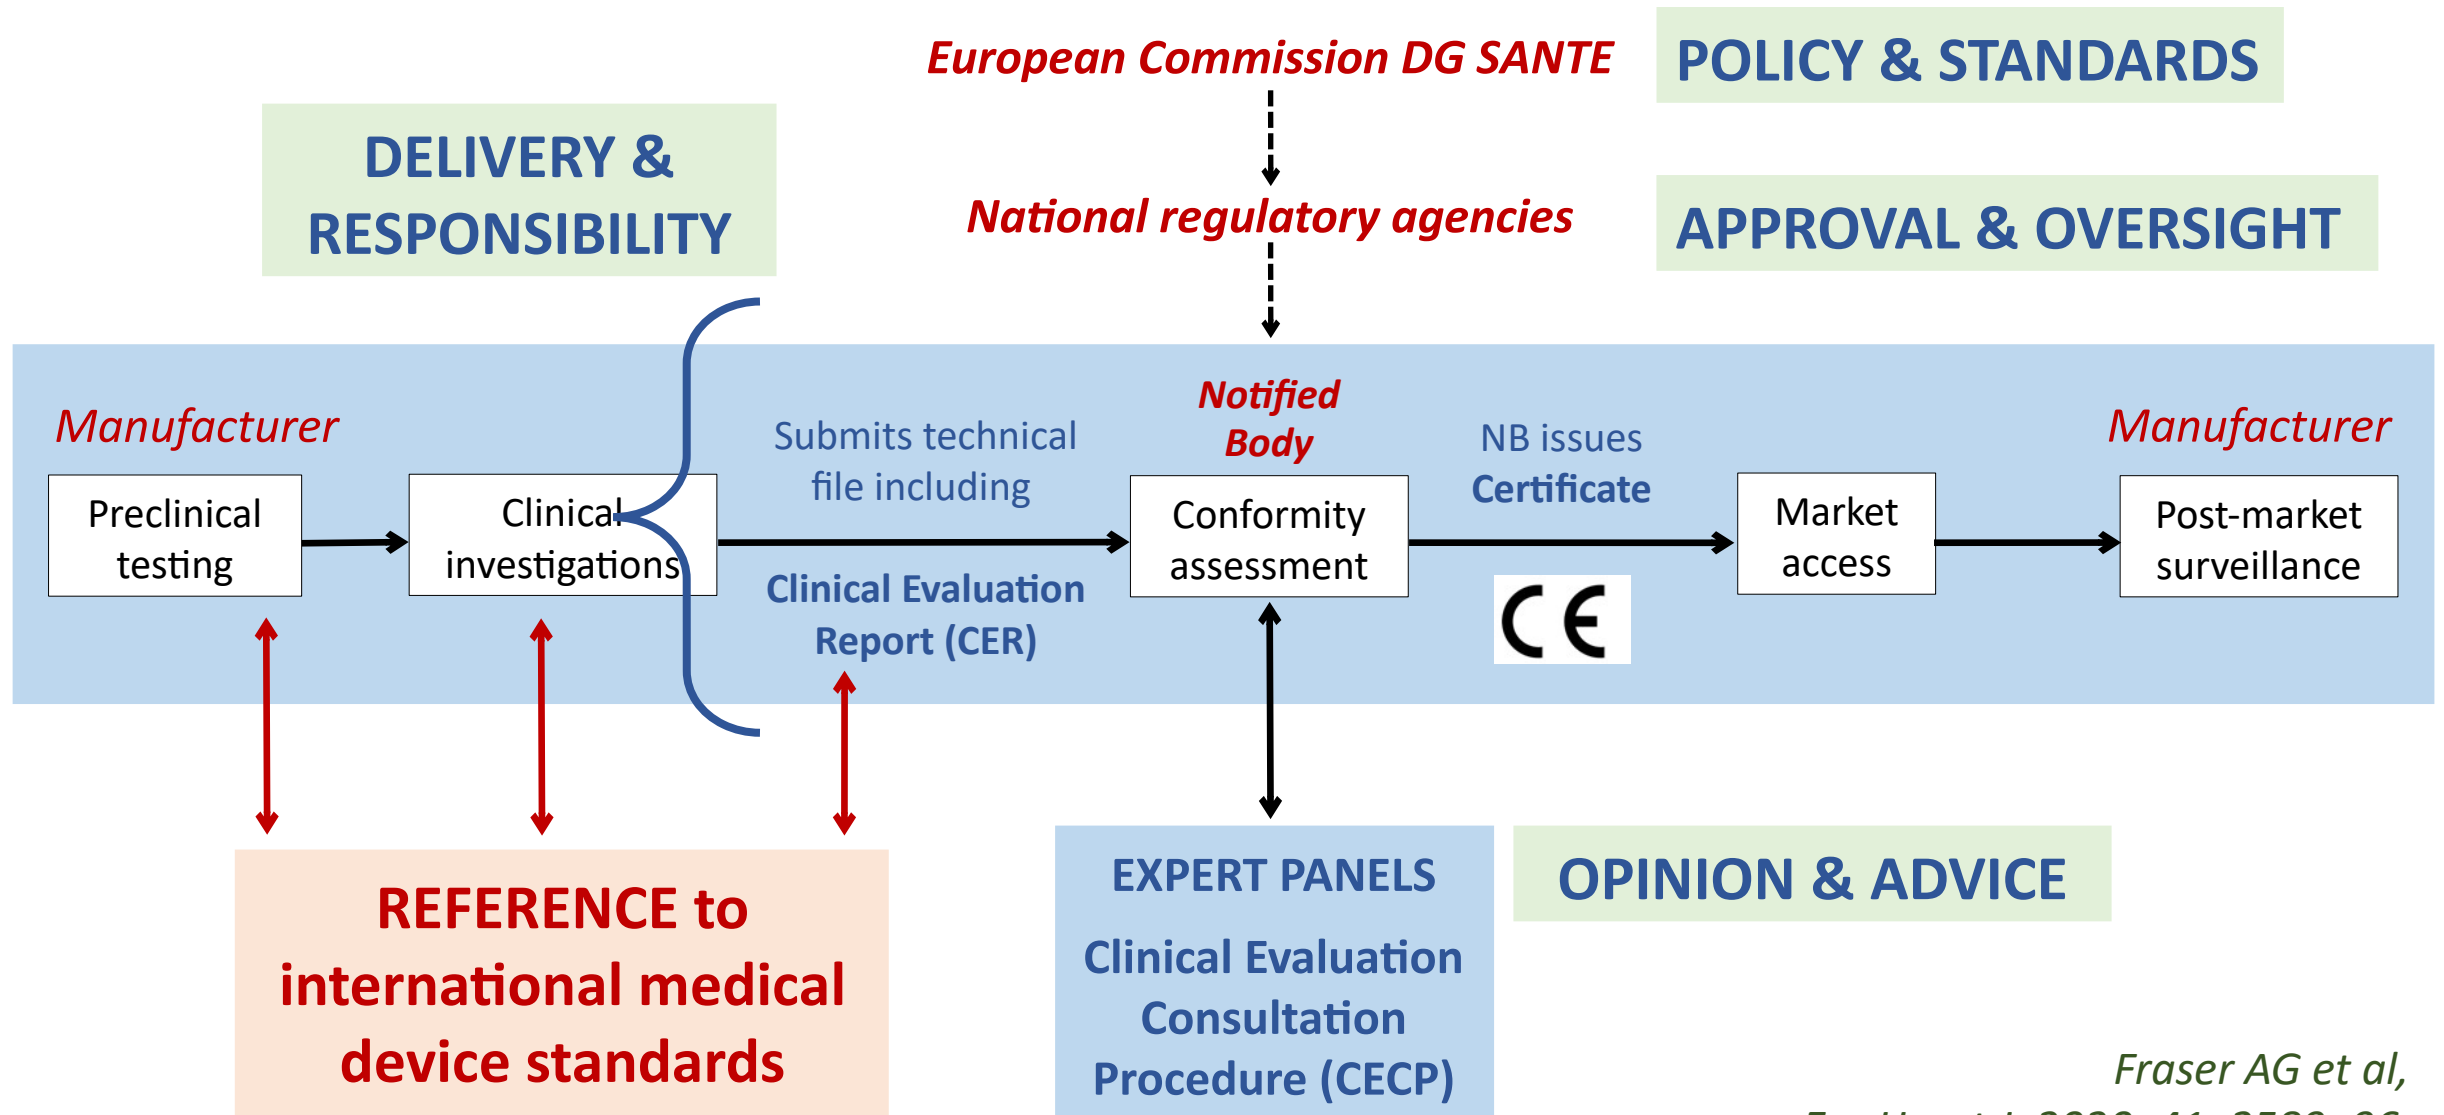 European Commission DG SANTE
POLICY & STANDARDS
DELIVERY &
RESPONSIBILITY
National regulatory agencies
APPROVAL & OVERSIGHT
Manufacturer
Preclinical
testing
Clinical
investigations
Submits technical
file including
Clinical Evaluation
Report (CER)
Notified
Body
Conformity
assessment
NB issues
Certificate
CE
Market
access
Manufacturer
Post-market
surveillance
REFERENCE to
international medical
device standards
EXPERT PANELS
Clinical Evaluation
Consultation
Procedure (CECP)
OPINION & ADVICE
Fraser AG et al,